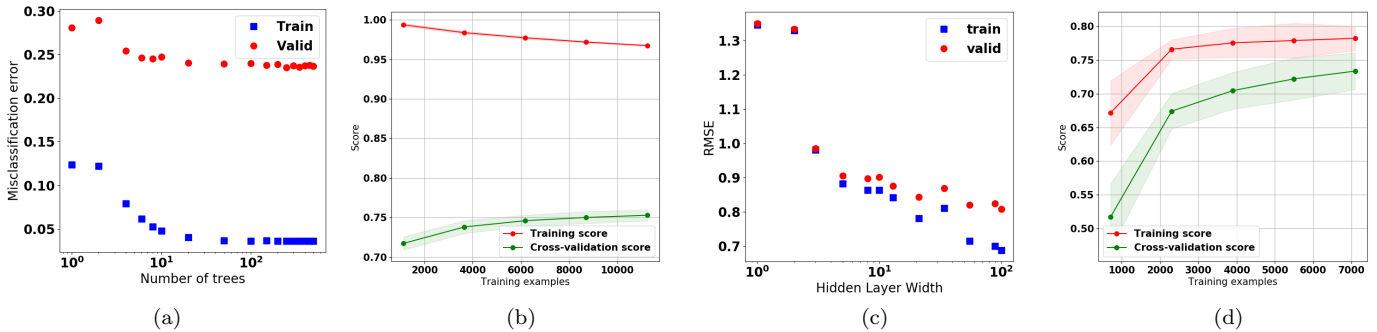 0.30
0.25
0.20
0.15
0.10
0.05
Misclassification error
Train
Valid
10^0
10^1
10^2
Number of trees
(a)
1.00
0.95
0.90
0.85
0.80
0.75
0.70
Score
Training score
Cross-validation score
2000 4000 6000 8000 10000
Training examples
(b)
1.3
1.2
1.1
1.0
0.9
0.8
0.7
RMSE
train
valid
10^0
10^1
10^2
Hidden Layer Width
(c)
0.80
0.75
0.70
0.65
0.60
0.55
0.50
Score
Training score
Cross-validation score
1000 2000 3000 4000 5000 6000 7000
Training examples
(d)